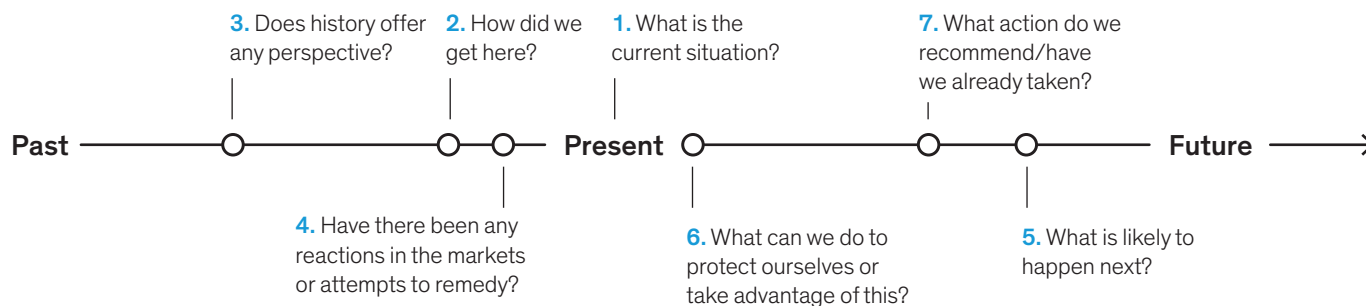 3. Does history offer
any perspective?
2. How did we
get here?
1. What is the
current situation?
7. What action do we
recommend/have
we already taken?
Past
Present
Future
4. Have there been any
reactions in the markets
or attempts to remedy?
6. What can we do to
protect ourselves or
take advantage of this?
5. What is likely to
happen next?